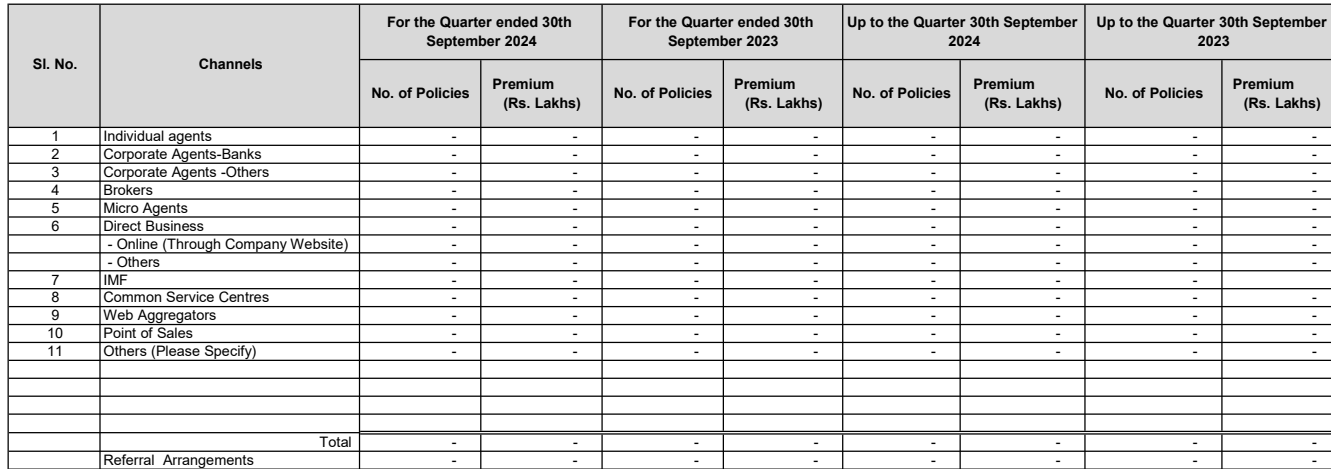 Sl. No. Channels For the Quarter ended 30th September 2024 For the Quarter ended 30th September 2023 Up to the Quarter 30th September 2024 Up to the Quarter 30th September 2023
No. of Policies Premium (Rs. Lakhs) No. of Policies Premium (Rs. Lakhs) No. of Policies Premium (Rs. Lakhs) No. of Policies Premium (Rs. Lakhs)
1 Individual agents - - - - - - - -
2 Corporate Agents-Banks - - - - - - - -
3 Corporate Agents -Others - - - - - - - -
4 Brokers - - - - - - - -
5 Micro Agents - - - - - - - -
6 Direct Business - - - - - - - -
- Online (Through Company Website) - - - - - - - -
- Others - - - - - - - -
7 IMF - - - - - - -
8 Common Service Centres - - - - - - - -
9 Web Aggregators - - - - - - - -
10 Point of Sales - - - - - - - -
11 Others (Please Specify) - - - - - - - -
Total - - - - - - - -
Referral Arrangements - - - - - - - -